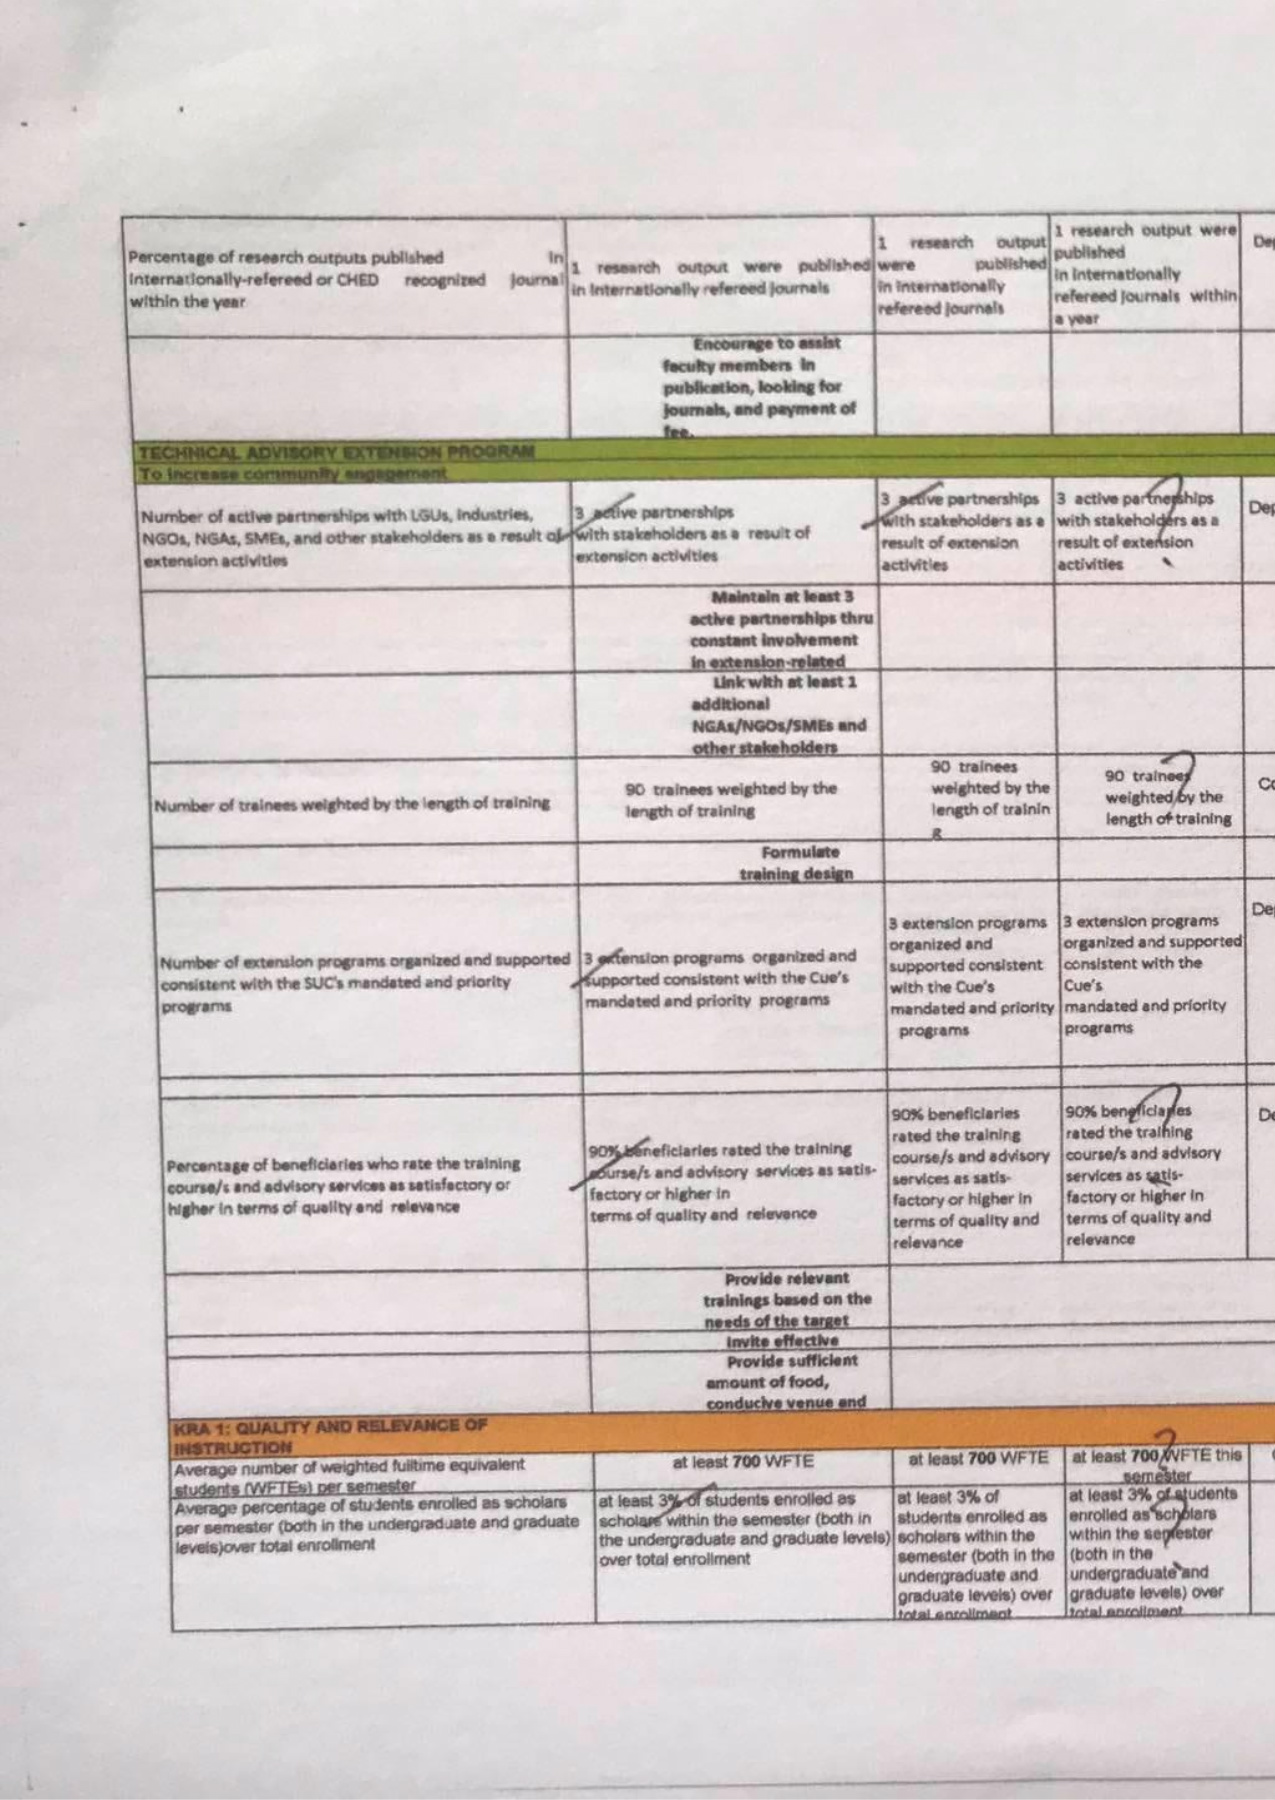 Percentage of research outputs published in
Internationally-refereed or CHED recognized Journal
within the year
1 research output were published
in Internationally refereed Journals
1 research output
were published
in Internationally
refereed Journals
1 research output were
published
in Internationally
refereed Journals within
a year
Encourage to assist
faculty members in
publication, looking for
Journals, and payment of
fee.
TECHNICAL ADVISORY EXTENSION PROGRAM
To increase community engagement
Number of active partnerships with LGUs, Industries,
NGOs, NGAs, SMEs, and other stakeholders as a result of
extension activities
3 active partnerships
with stakeholders as a result of
extension activities
3 active partnerships
with stakeholders as a
result of extension
activities
3 active partnerships
with stakeholders as a
result of extension
activities
Maintain at least 3
active partnerships thru
constant involvement
in extension-related
Link with at least 1
additional
NGAs/NGOs/SMEs and
other stakeholders
Number of trainees weighted by the length of training
90 trainees weighted by the
length of training
90 trainees
weighted by the
length of trainin
g
90 trainees
weighted by the
length of training
Formulate
training design
Number of extension programs organized and supported
consistent with the SUC's mandated and priority
programs
3 extension programs organized and
supported consistent with the Cue's
mandated and priority programs
3 extension programs
organized and
supported consistent
with the Cue's
mandated and priority
programs
3 extension programs
organized and supported
consistent with the
Cue's
mandated and priority
programs
Percentage of beneficiaries who rate the training
course/s and advisory services as satisfactory or
higher in terms of quality and relevance
90% beneficiaries rated the training
course/s and advisory services as satis-
factory or higher in
terms of quality and relevance
90% beneficiaries
rated the training
course/s and advisory
services as satis-
factory or higher in
terms of quality and
relevance
90% beneficiaries
rated the training
course/s and advisory
services as satis-
factory or higher in
terms of quality and
relevance
Provide relevant
trainings based on the
needs of the target
Invite effective
Provide sufficient
amount of food,
conducive venue and
KRA 1: QUALITY AND RELEVANCE OF
INSTRUCTION
Average number of weighted fulltime equivalent
students (WFTEs) per semester
at least 700 WFTE
at least 700 WFTE
at least 700 WFTE this
semester
Average percentage of students enrolled as scholars
per semester (both in the undergraduate and graduate
levels)over total enrollment
at least 3% of students enrolled as
scholars within the semester (both in
the undergraduate and graduate levels)
over total enrollment
at least 3% of
students enrolled as
scholars within the
semester (both in the
undergraduate and
graduate levels) over
total enrollment
at least 3% of students
enrolled as scholars
within the semester
(both in the
undergraduate and
graduate levels) over
total enrollment